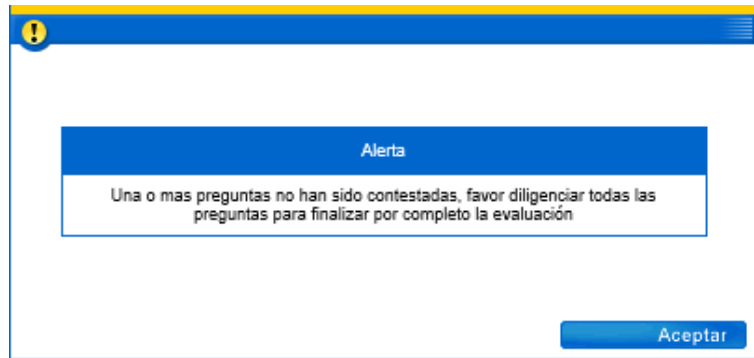 Alerta
Una o mas preguntas no han sido contestadas, favor diligenciar todas las
preguntas para finalizar por completo la evaluación
Aceptar